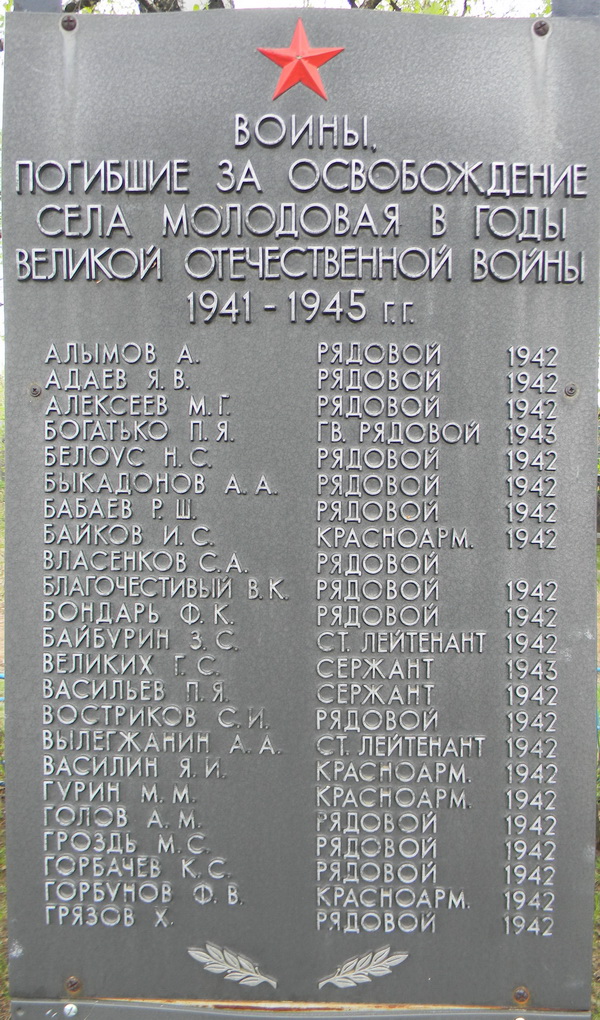 ВОИНЫ,
ПОГИБШИЕ ЗА ОСВОБОЖДЕНИЕ
СЕЛА МОЛОДОВАЯ В ГОДЫ
ВЕЛИКОЙ ОТЕЧЕСТВЕННОЙ ВОЙНЫ
1941 - 1945 г.г.
АЛЫМОВ А. РЯДОВОЙ 1942
АДАЕВ Я. В. РЯДОВОЙ 1942
АЛЕКСЕЕВ М. Г. РЯДОВОЙ 1942
БОГАТЬКО П. Я. ГВ. РЯДОВОЙ 1943
БЕЛОУС Н. С. РЯДОВОЙ 1942
БЫКАДОНОВ А. А. РЯДОВОЙ 1942
БАБАЕВ Р. Ш. РЯДОВОЙ 1942
БАЙКОВ И. С. КРАСНОАРМ. 1942
ВЛАСЕНКОВ С. А. РЯДОВОЙ
БЛАГОЧЕСТИВЫЙ В. К. РЯДОВОЙ 1942
БОНДАРЬ Ф. К. РЯДОВОЙ 1942
БАЙБУРИН З. С. СТ. ЛЕЙТЕНАНТ 1942
ВЕЛИКИХ Г. С. СЕРЖАНТ 1943
ВАСИЛЬЕВ П. Я. СЕРЖАНТ 1942
ВОСТРИКОВ С. И. РЯДОВОЙ 1942
ВЫЛЕГЖАНИН А. А. СТ. ЛЕЙТЕНАНТ 1942
ВАСИЛИН Я. И. КРАСНОАРМ. 1942
ГУРИН М. М. КРАСНОАРМ. 1942
ГОЛОВ А. М. РЯДОВОЙ 1942
ГРОЗДЬ М. С. РЯДОВОЙ 1942
ГОРБАЧЕВ К. С. РЯДОВОЙ 1942
ГОРБУНОВ Ф. В. КРАСНОАРМ. 1942
ГРЯЗОВ Х. РЯДОВОЙ 1942